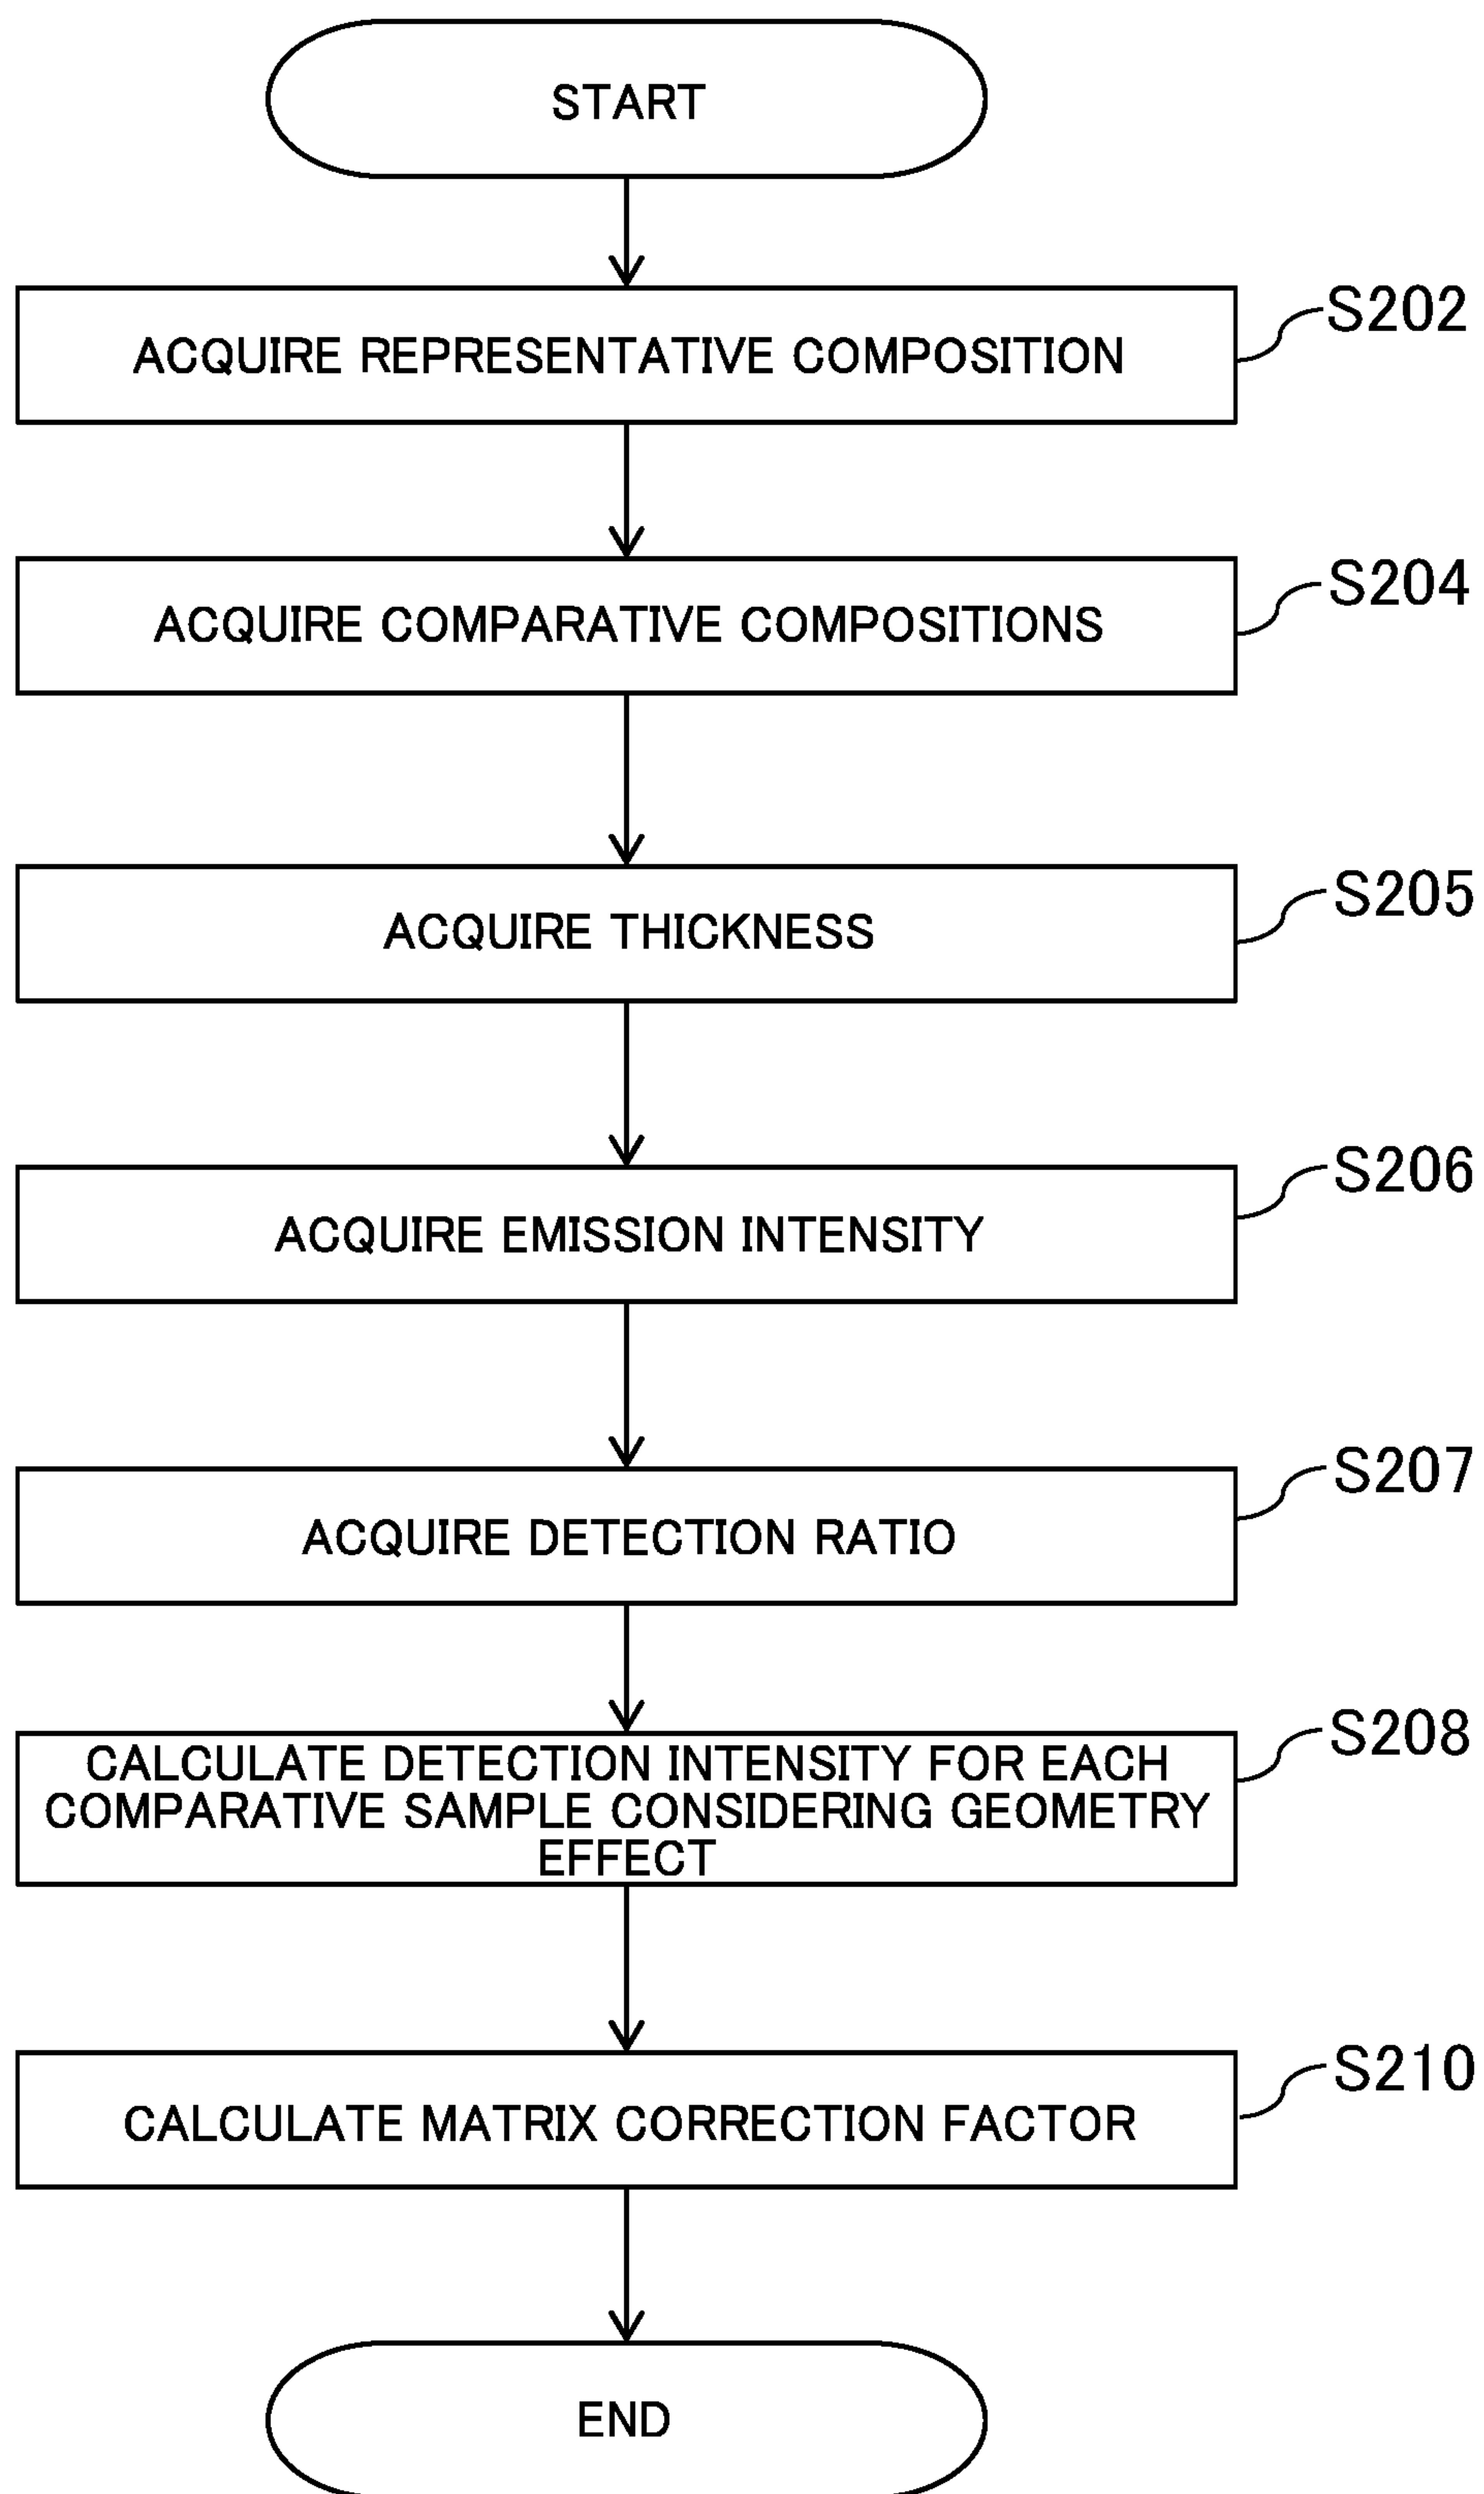 START
ACQUIRE REPRESENTATIVE COMPOSITION
S202
ACQUIRE COMPARATIVE COMPOSITIONS
S204
ACQUIRE THICKNESS
S205
ACQUIRE EMISSION INTENSITY
S206
ACQUIRE DETECTION RATIO
S207
CALCULATE DETECTION INTENSITY FOR EACH
COMPARATIVE SAMPLE CONSIDERING GEOMETRY
EFFECT
S208
CALCULATE MATRIX CORRECTION FACTOR
S210
END